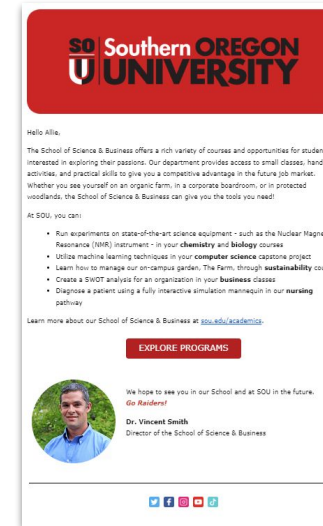 SO Southern OREGON
U UNIVERSITY
Hello Allie,
The School of Science & Business offers a rich variety of courses and opportunities for studen
interested in exploring their passions. Our department provides access to small classes, hand
activities, and practical skills to give you a competitive advantage in the future job market.
Whether you see yourself on an organic farm, in a corporate boardroom, or in protected
woodlands, the School of Science & Business can give you the tools you need!
At SOU, you can:
• Run experiments on state-of-the-art science equipment - such as the Nuclear Magne
Resonance (NMR) instrument - in your chemistry and biology courses
• Utilize machine learning techniques in your computer science capstone project
• Learn how to manage our on-campus garden, The Farm, through sustainability cou
• Create a SWOT analysis for an organization in your business classes
• Diagnose a patient using a fully interactive simulation mannequin in our nursing
pathway
Learn more about our School of Science & Business at sou.edu/academics.
EXPLORE PROGRAMS
We hope to see you in our School and at SOU in the future.
Go Raiders!
Dr. Vincent Smith
Director of the School of Science & Business